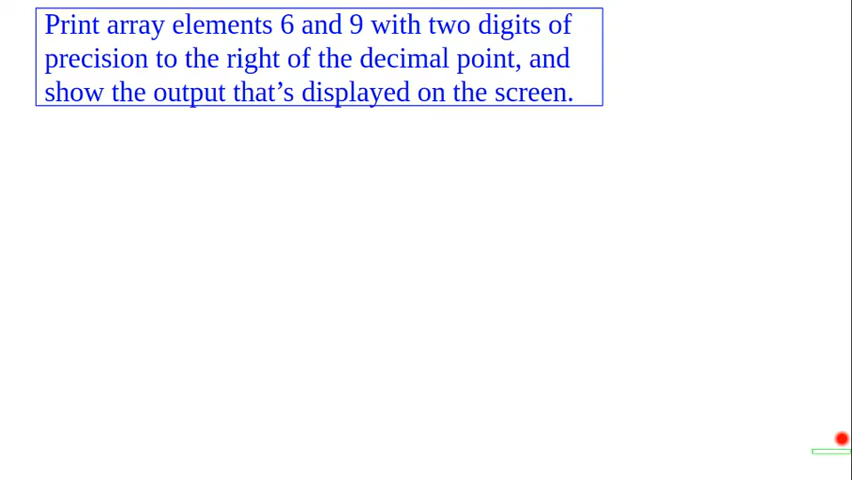 Print array elements 6 and 9 with two digits of
precision to the right of the decimal point, and
show the output that’s displayed on the screen.